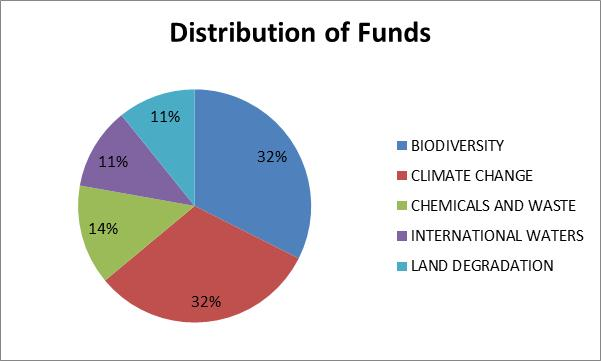 Distribution of Funds
11%
32%
11%
14%
32%
BIODIVERSITY
CLIMATE CHANGE
CHEMICALS AND WASTE
INTERNATIONAL WATERS
LAND DEGRADATION